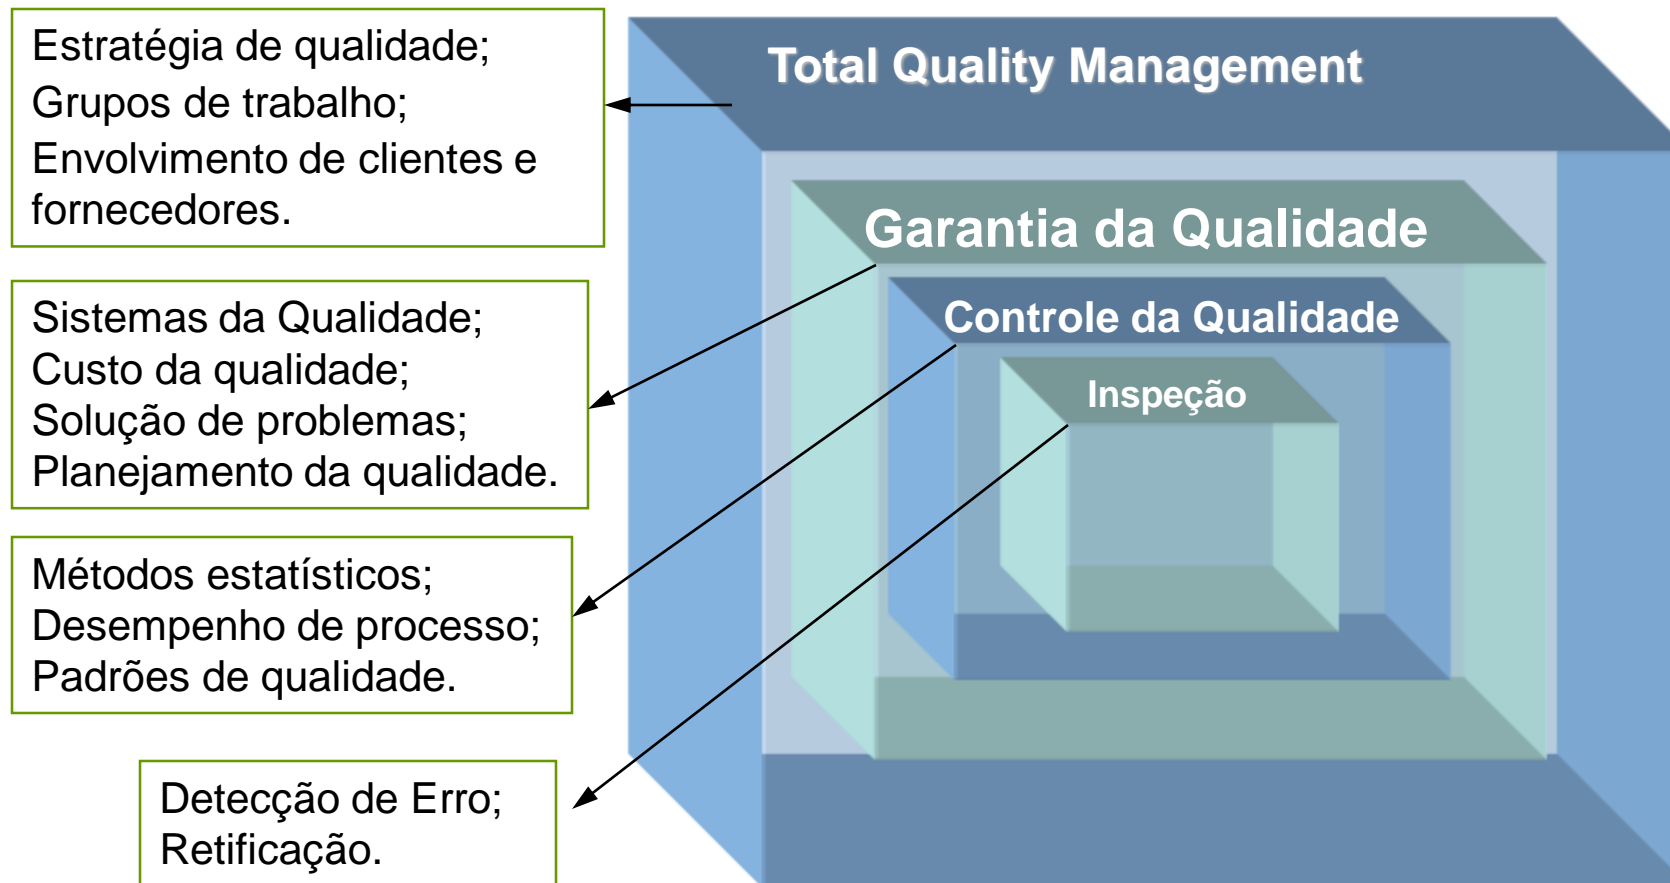 Estratégia de qualidade;
Grupos de trabalho;
Envolvimento de clientes e
fornecedores.
Total Quality Management
Garantia da Qualidade
Sistemas da Qualidade;
Custo da qualidade;
Solução de problemas;
Planejamento da qualidade.
Controle da Qualidade
Inspeção
Métodos estatísticos;
Desempenho de processo;
Padrões de qualidade.
Detecção de Erro;
Retificação.